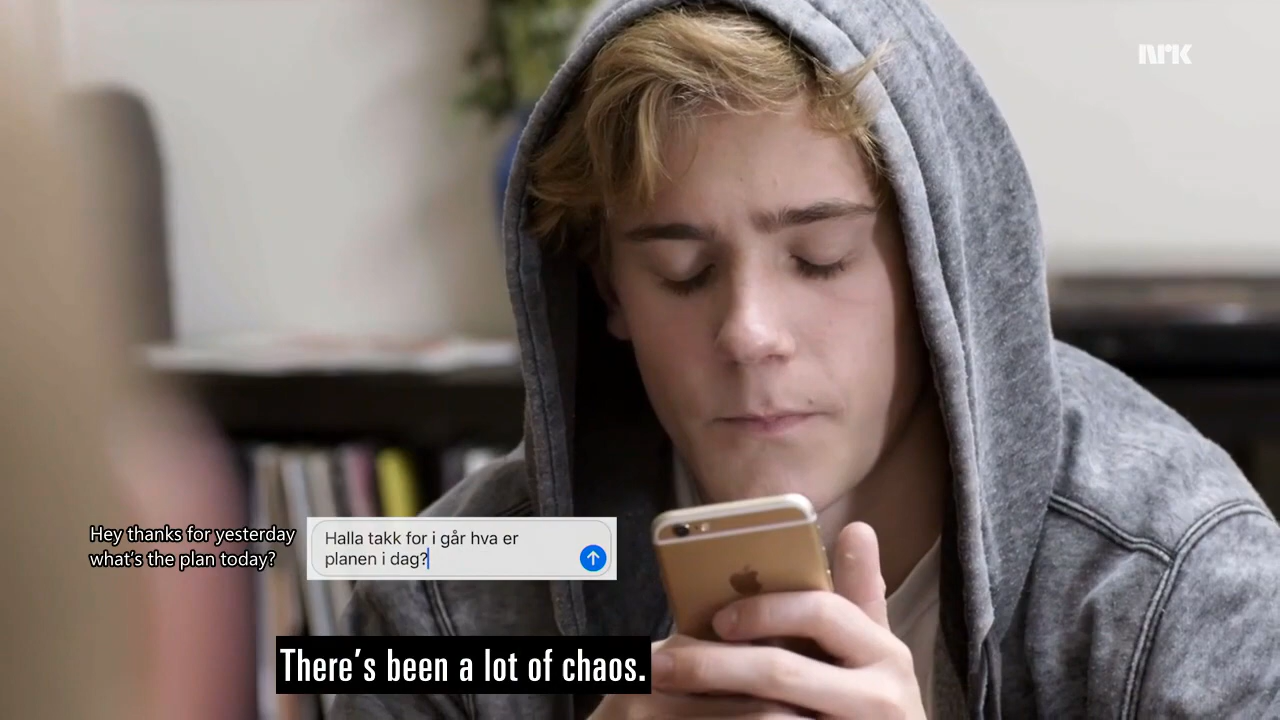 nrk
Hey thanks for yesterday
what's the plan today?
Halla takk for i går hva er
planen i dag?
There's been a lot of chaos.